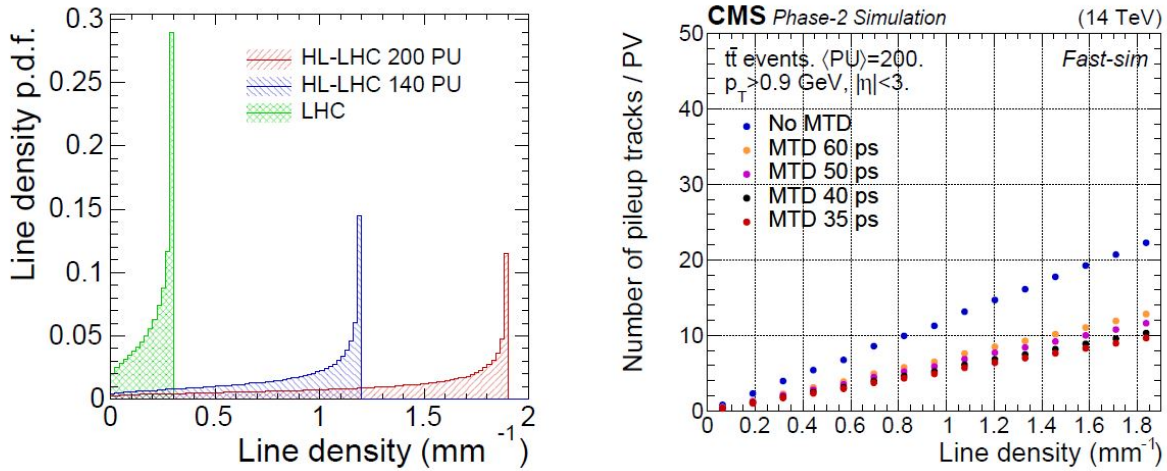 Line density p.d.f.
0.3
0.25
0.2
0.15
0.1
0.05
0
HL-LHC 200 PU
HL-LHC 140 PU
LHC
0 0.5 1 1.5 2
Line density (mm⁻¹)
CMS Phase-2 Simulation (14 TeV)
Number of pileup tracks / PV
50
40
30
20
10
0
tt̄ events. ⟨PU⟩=200. Fast-sim
p_T>0.9 GeV, |η|<3.
No MTD
MTD 60 ps
MTD 50 ps
MTD 40 ps
MTD 35 ps
0 0.2 0.4 0.6 0.8 1 1.2 1.4 1.6 1.8
Line density (mm⁻¹)